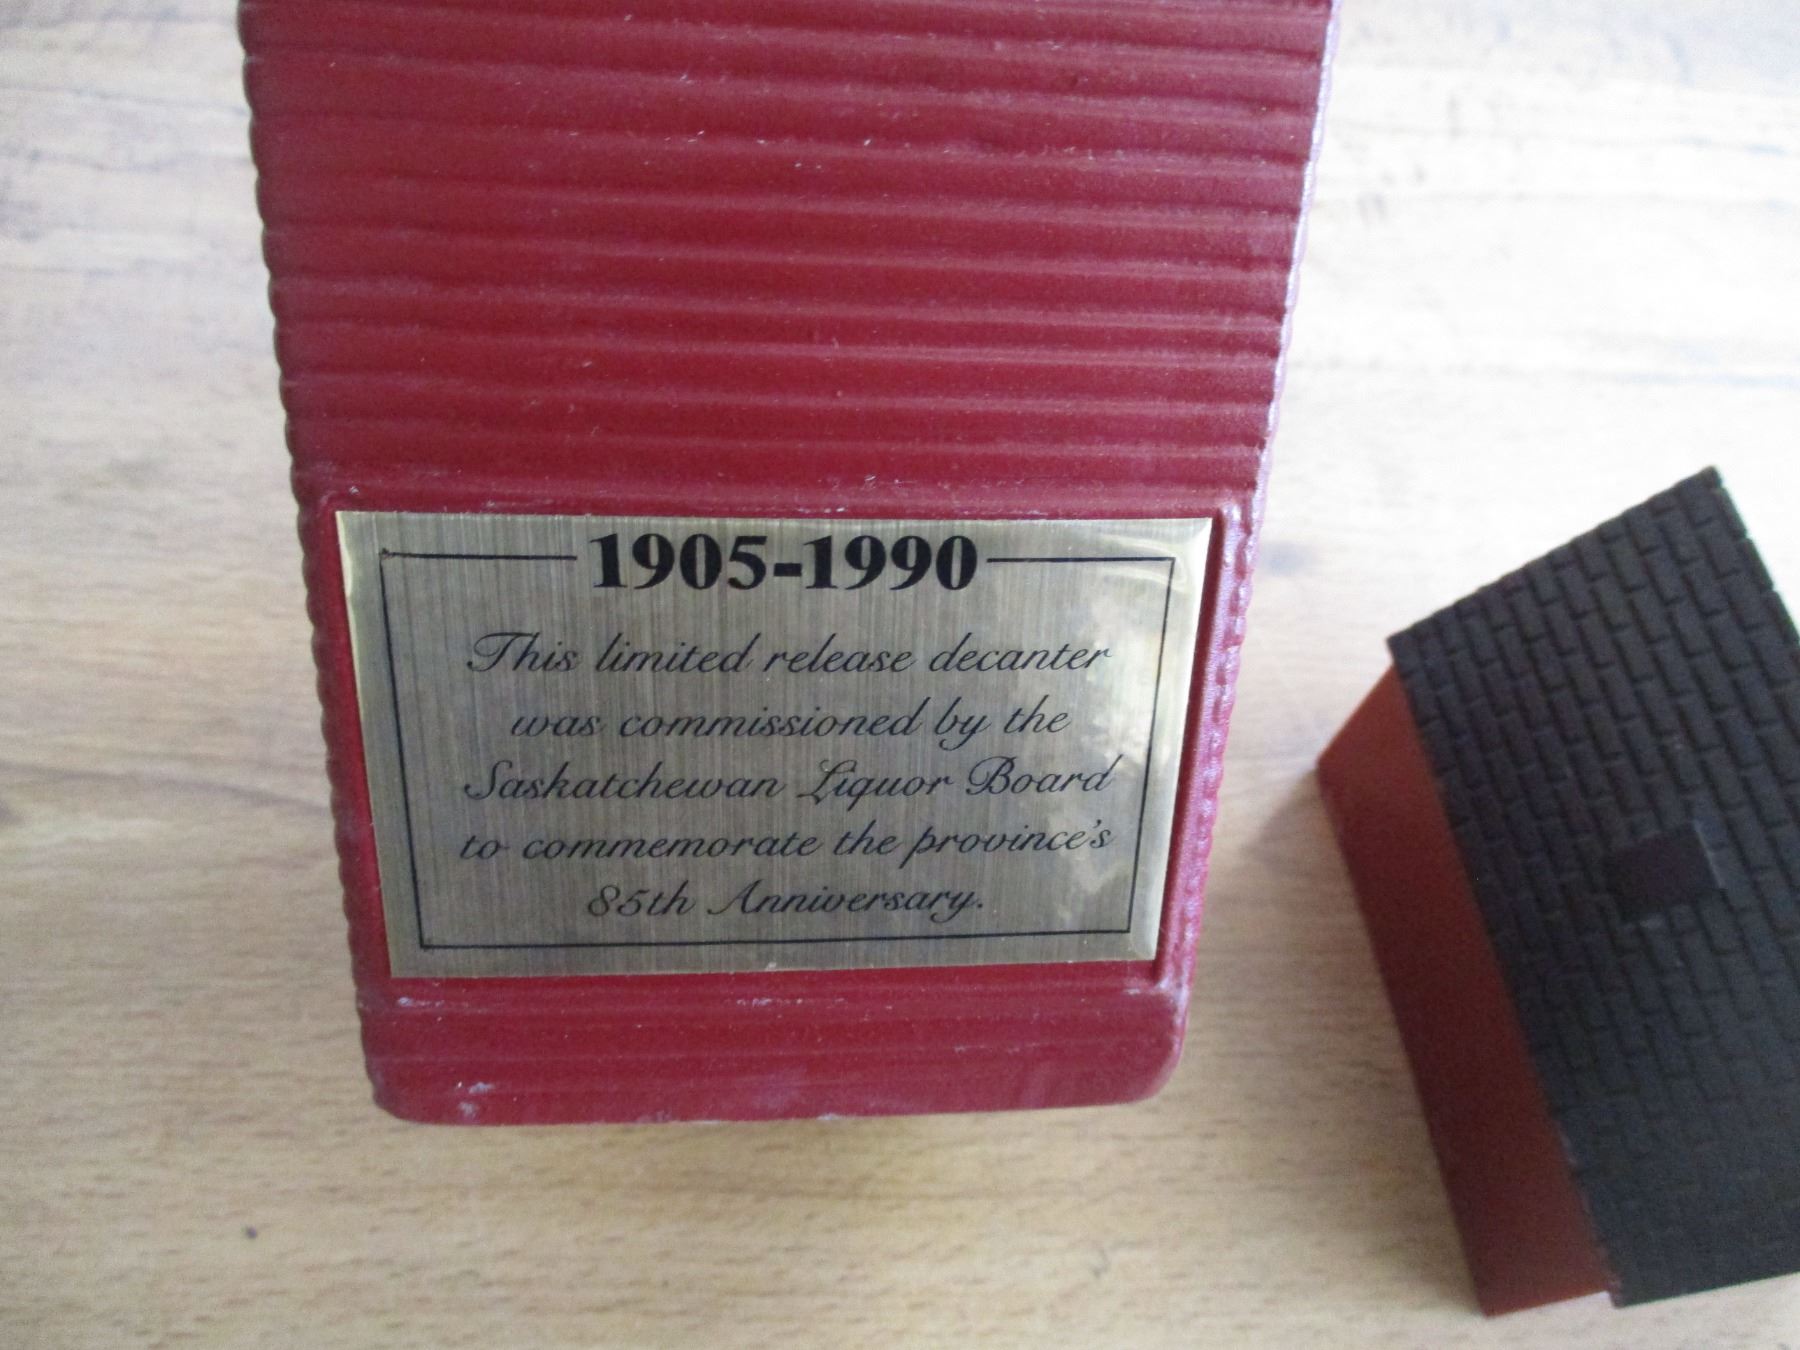 1905-1990
This limited release decanter
was commissioned by the
Saskatchewan Liquor Board
to commemorate the province's
85th Anniversary.